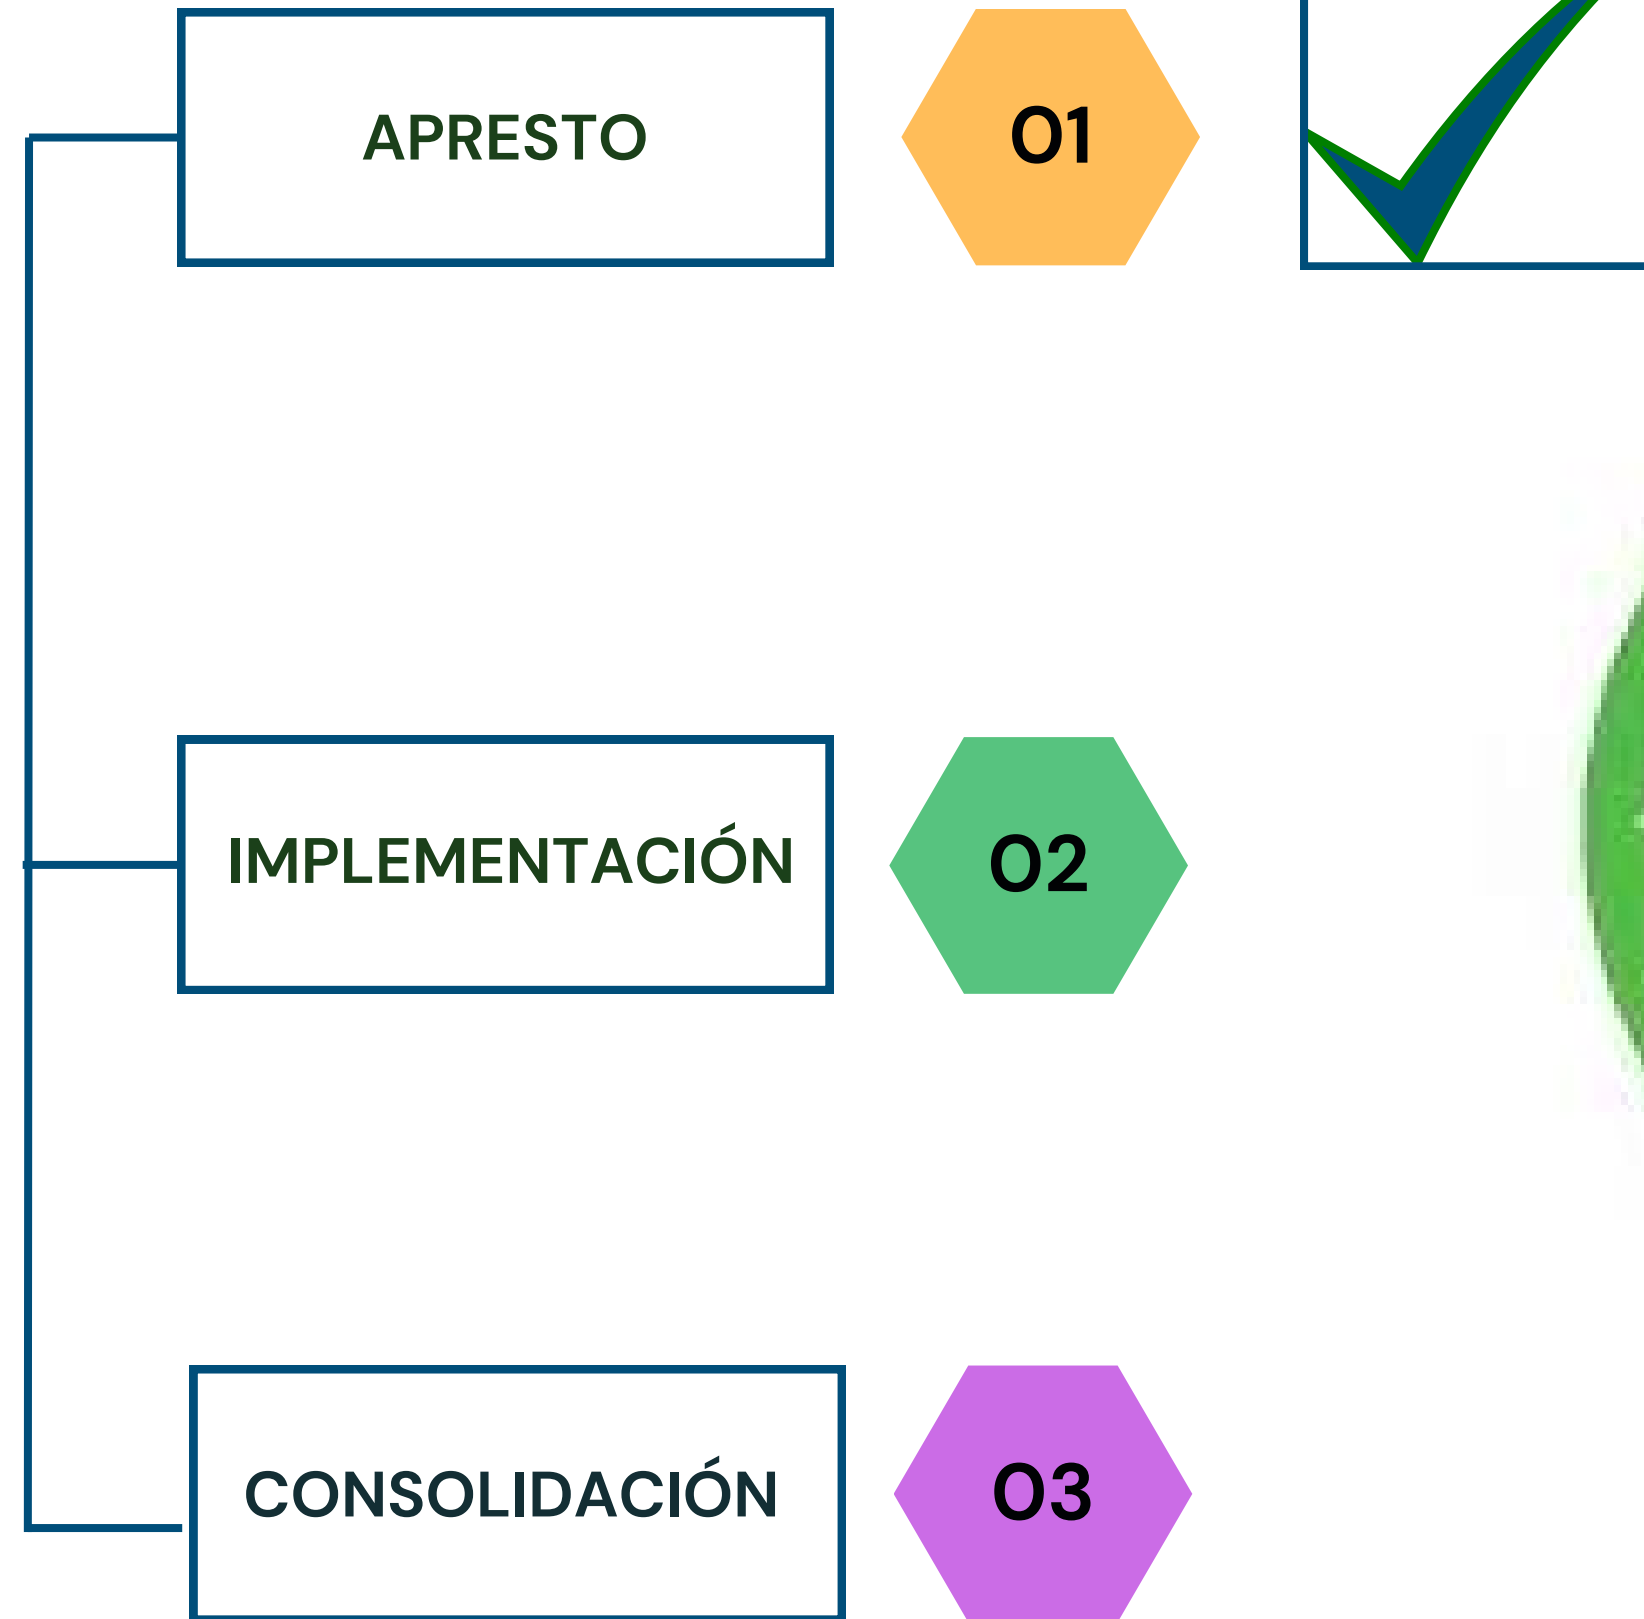 APRESTO
01
IMPLEMENTACIÓN
02
CONSOLIDACIÓN
03